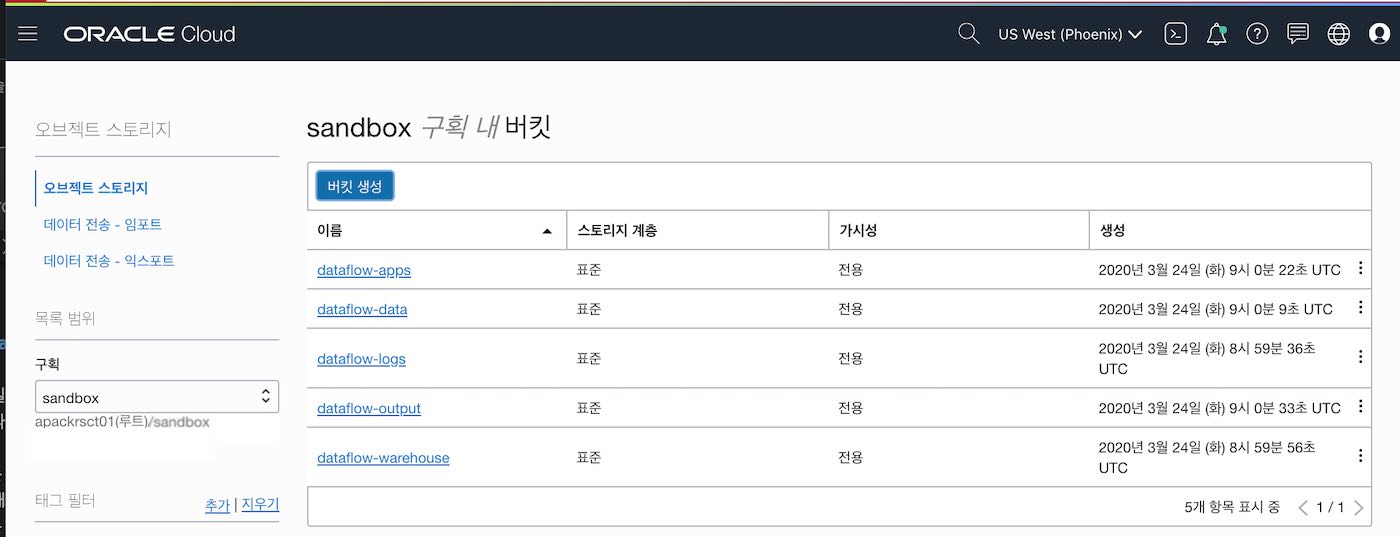 ORACLE Cloud
US West (Phoenix)
오브젝트 스토리지
오브젝트 스토리지
데이터 전송 - 임포트
데이터 전송 - 익스포트
목록 범위
구획
sandbox
apackrsct01(루트)/sandbox
태그 필터 추가 | 지우기
sandbox 구획 내 버킷
버킷 생성
이름 스토리지 계층 가시성 생성
dataflow-apps 표준 전용 2020년 3월 24일 (화) 9시 0분 22초 UTC
dataflow-data 표준 전용 2020년 3월 24일 (화) 9시 0분 9초 UTC
dataflow-logs 표준 전용 2020년 3월 24일 (화) 8시 59분 36초
UTC
dataflow-output 표준 전용 2020년 3월 24일 (화) 9시 0분 33초 UTC
dataflow-warehouse 표준 전용 2020년 3월 24일 (화) 8시 59분 56초
UTC
5개 항목 표시 중 1 / 1